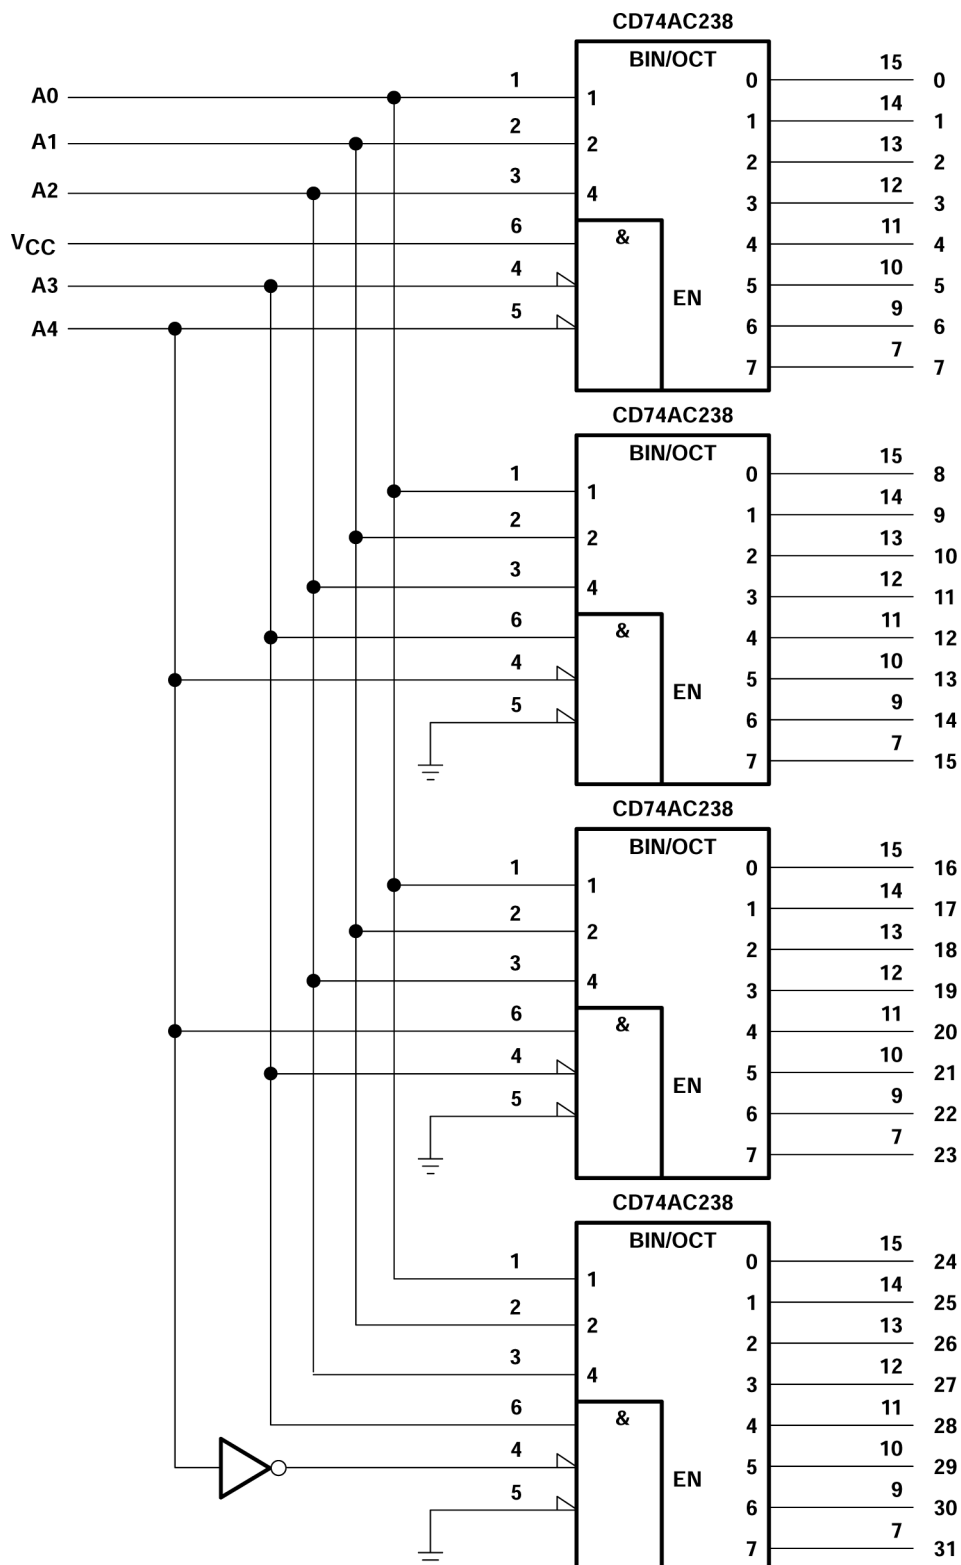 CD74AC238
BIN/OCT
A0 1 1 0 15 0
A1 2 2 1 14 1
A2 3 4 2 13 2
3 12 3
VCC 6 & 4 11 4
A3 4 EN 5 10 5
A4 5 6 9 6
7 7 7
CD74AC238
BIN/OCT
1 1 0 15 8
2 2 1 14 9
3 4 2 13 10
3 12 11
6 & 4 11 12
4 EN 5 10 13
5 6 9 14
7 7 15
CD74AC238
BIN/OCT
1 1 0 15 16
2 2 1 14 17
3 4 2 13 18
3 12 19
6 & 4 11 20
4 EN 5 10 21
5 6 9 22
7 7 23
CD74AC238
BIN/OCT
1 1 0 15 24
2 2 1 14 25
3 4 2 13 26
3 12 27
6 & 4 11 28
4 EN 5 10 29
5 6 9 30
7 7 31